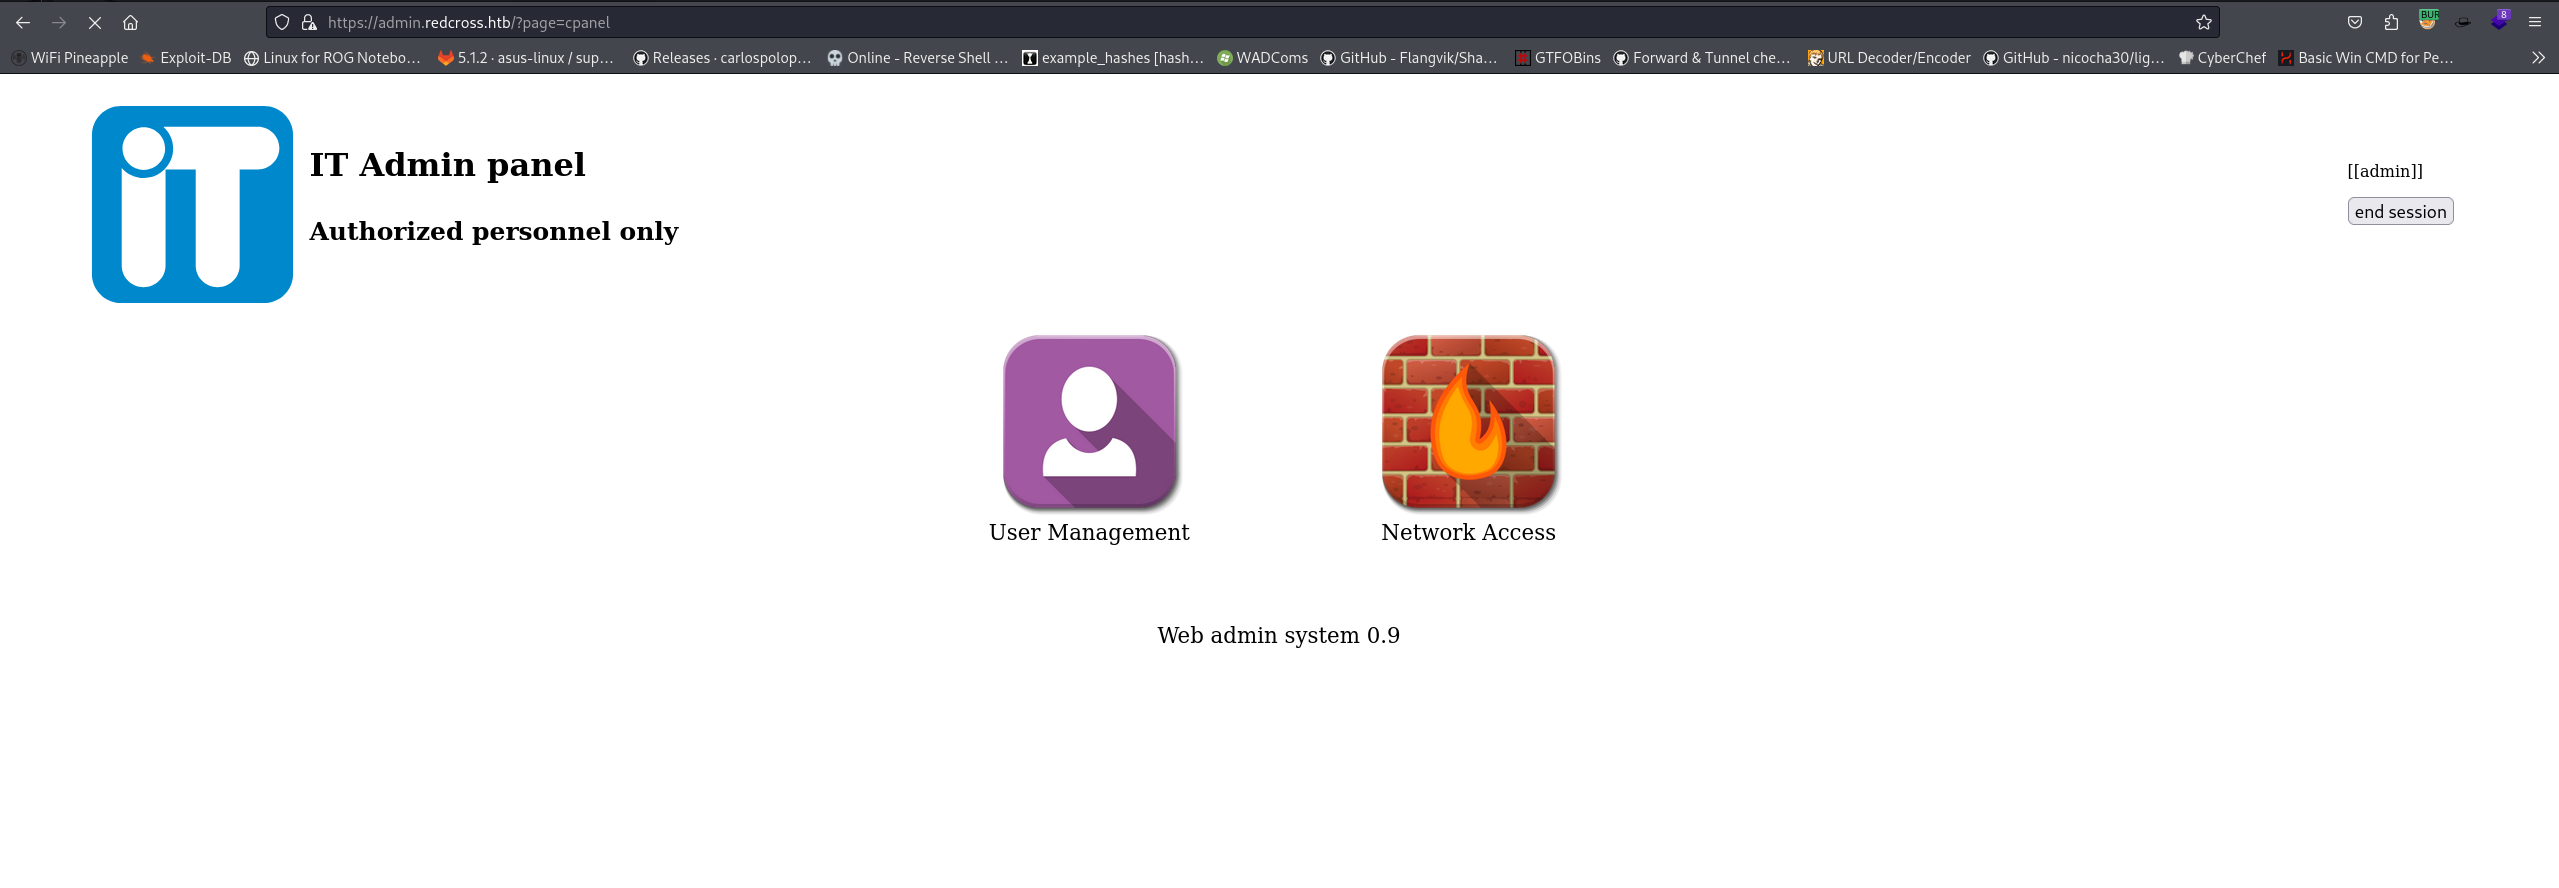 https://admin.redcross.htb/?page=cpanel
BUR
8
WiFi Pineapple Exploit-DB Linux for ROG Notebo… 5.1.2 · asus-linux / sup… Releases · carlospolop… Online - Reverse Shell … example_hashes [hash… WADComs GitHub - Flangvik/Sha… GTFOBins Forward & Tunnel che… URL Decoder/Encoder GitHub - nicocha30/lig… CyberChef Basic Win CMD for Pe…
iT
IT Admin panel
Authorized personnel only
[[admin]]
end session
User Management Network Access
Web admin system 0.9